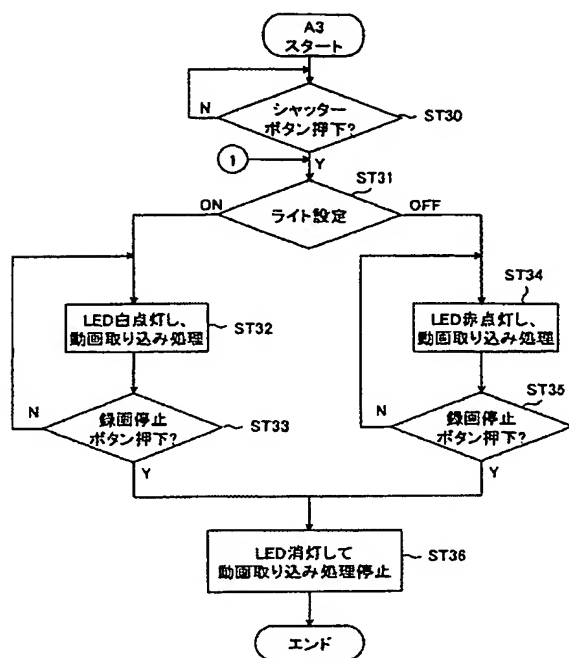 A3
スタート
N
シャッター
ボタン押下?
ST30
1
Y
ST31
ON
ライト設定
OFF
ST34
LED白点灯し、
動画取り込み処理
ST32
LED赤点灯し、
動画取り込み処理
N
録画停止
ボタン押下?
ST33
N
録画停止
ボタン押下?
ST35
Y
Y
LED消灯して
動画取り込み処理停止
ST36
エンド